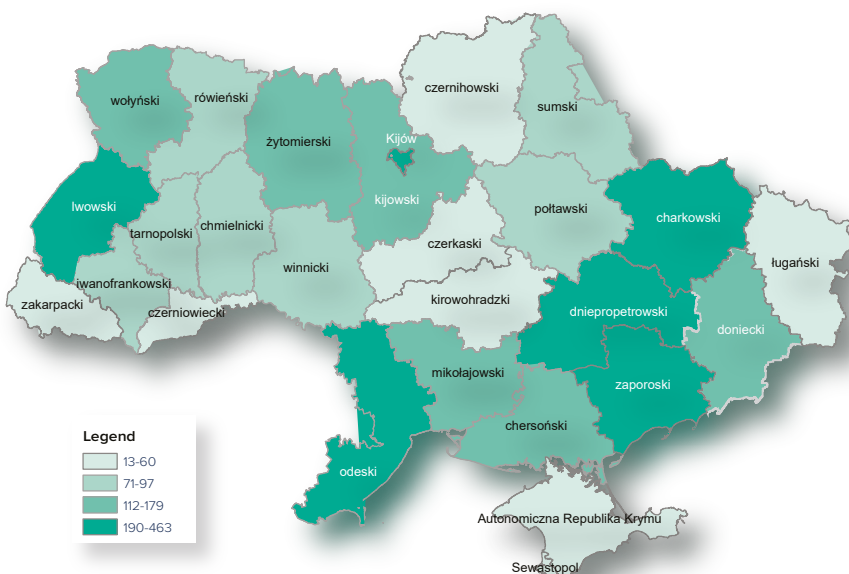 czernihowski
rówieński
wołyński
sumski
Kijów
żytomierski
kijowski
lwowski
połtawski
charkowski
chmielnicki
tarnopolski
czerkaski
ługański
winnicki
iwanofrankowski
zakarpacki
kirowohradzki
czerniowiecki
dniepropetrowski
doniecki
mikołajowski
zaporoski
chersoński
odeski
Autonomiczna Republika Krymu
Sewastopol
Legend
13-60
71-97
112-179
190-463